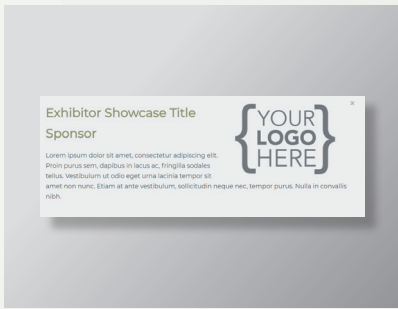 Exhibitor Showcase Title
Sponsor
x
{YOUR
LOGO
HERE}
Lorem ipsum dolor sit amet, consectetur adipiscing elit.
Proin purus sem, dapibus in lacus ac, fringilla sodales
tellus. Vestibulum ut odio eget urna lacinia tempor sit
amet non nunc. Etiam at ante vestibulum, sollicitudin neque nec, tempor purus. Nulla in convallis
nibh.